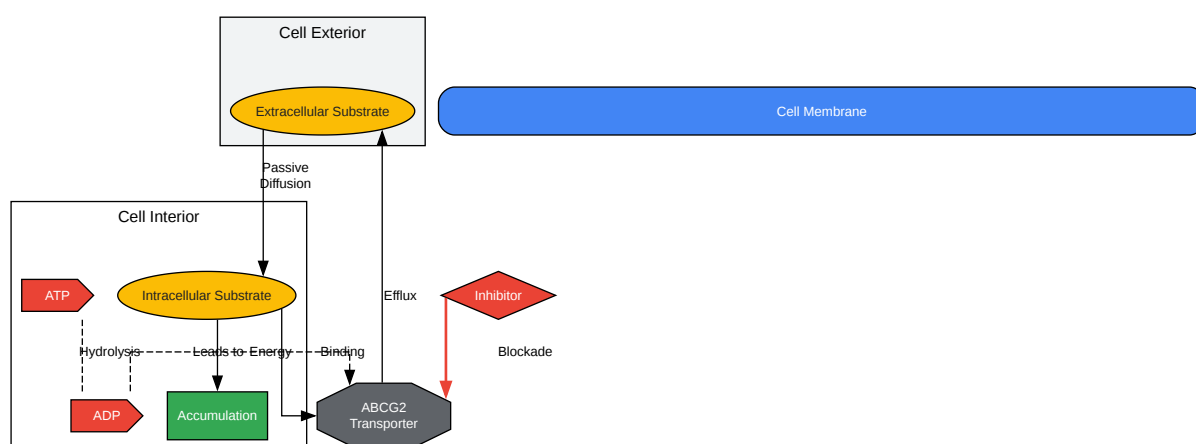 Cell Exterior
Extracellular Substrate
Cell Membrane
Passive
Diffusion
Cell Interior
ATP
Intracellular Substrate
Efflux
Inhibitor
Hydrolysis
Leads to
Energy
Binding
Blockade
ADP
Accumulation
ABCG2
Transporter